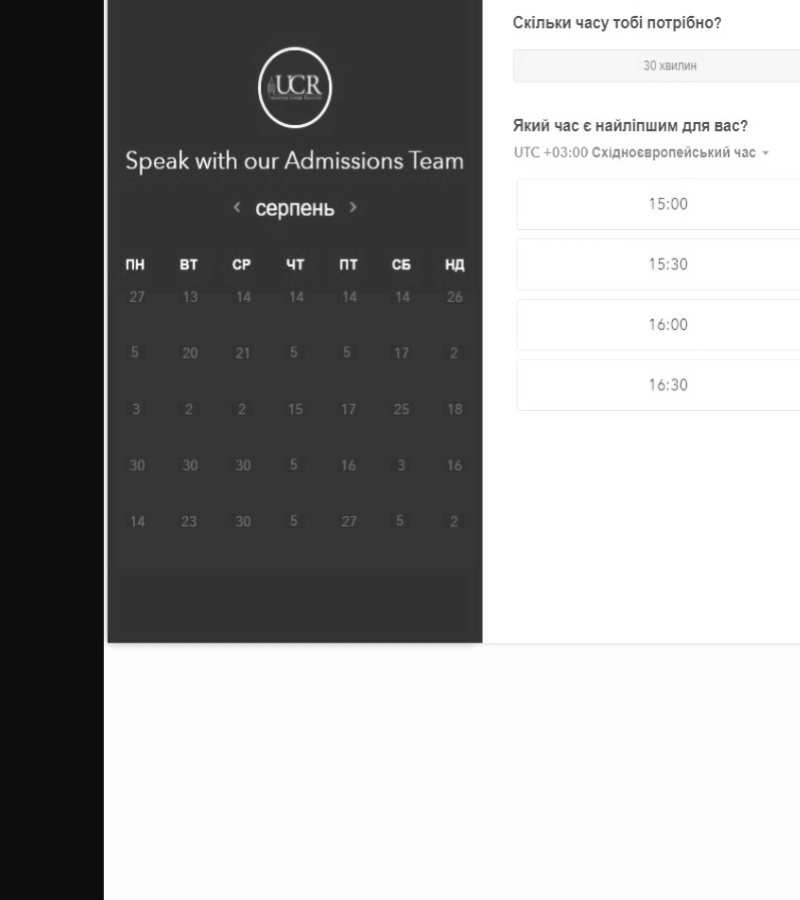 UCR
Speak with our Admissions Team
серпень
ПН ВТ СР ЧТ ПТ СБ НД
27 13 14 14 14 14 26
5 20 21 5 5 17 2
3 2 2 15 17 25 18
30 30 30 5 16 3 16
14 23 30 5 27 5 2
Скільки часу тобі потрібно?
30 хвилин
Який час є найліпшим для вас?
UTC +03:00 Східноєвропейський час
15:00
15:30
16:00
16:30